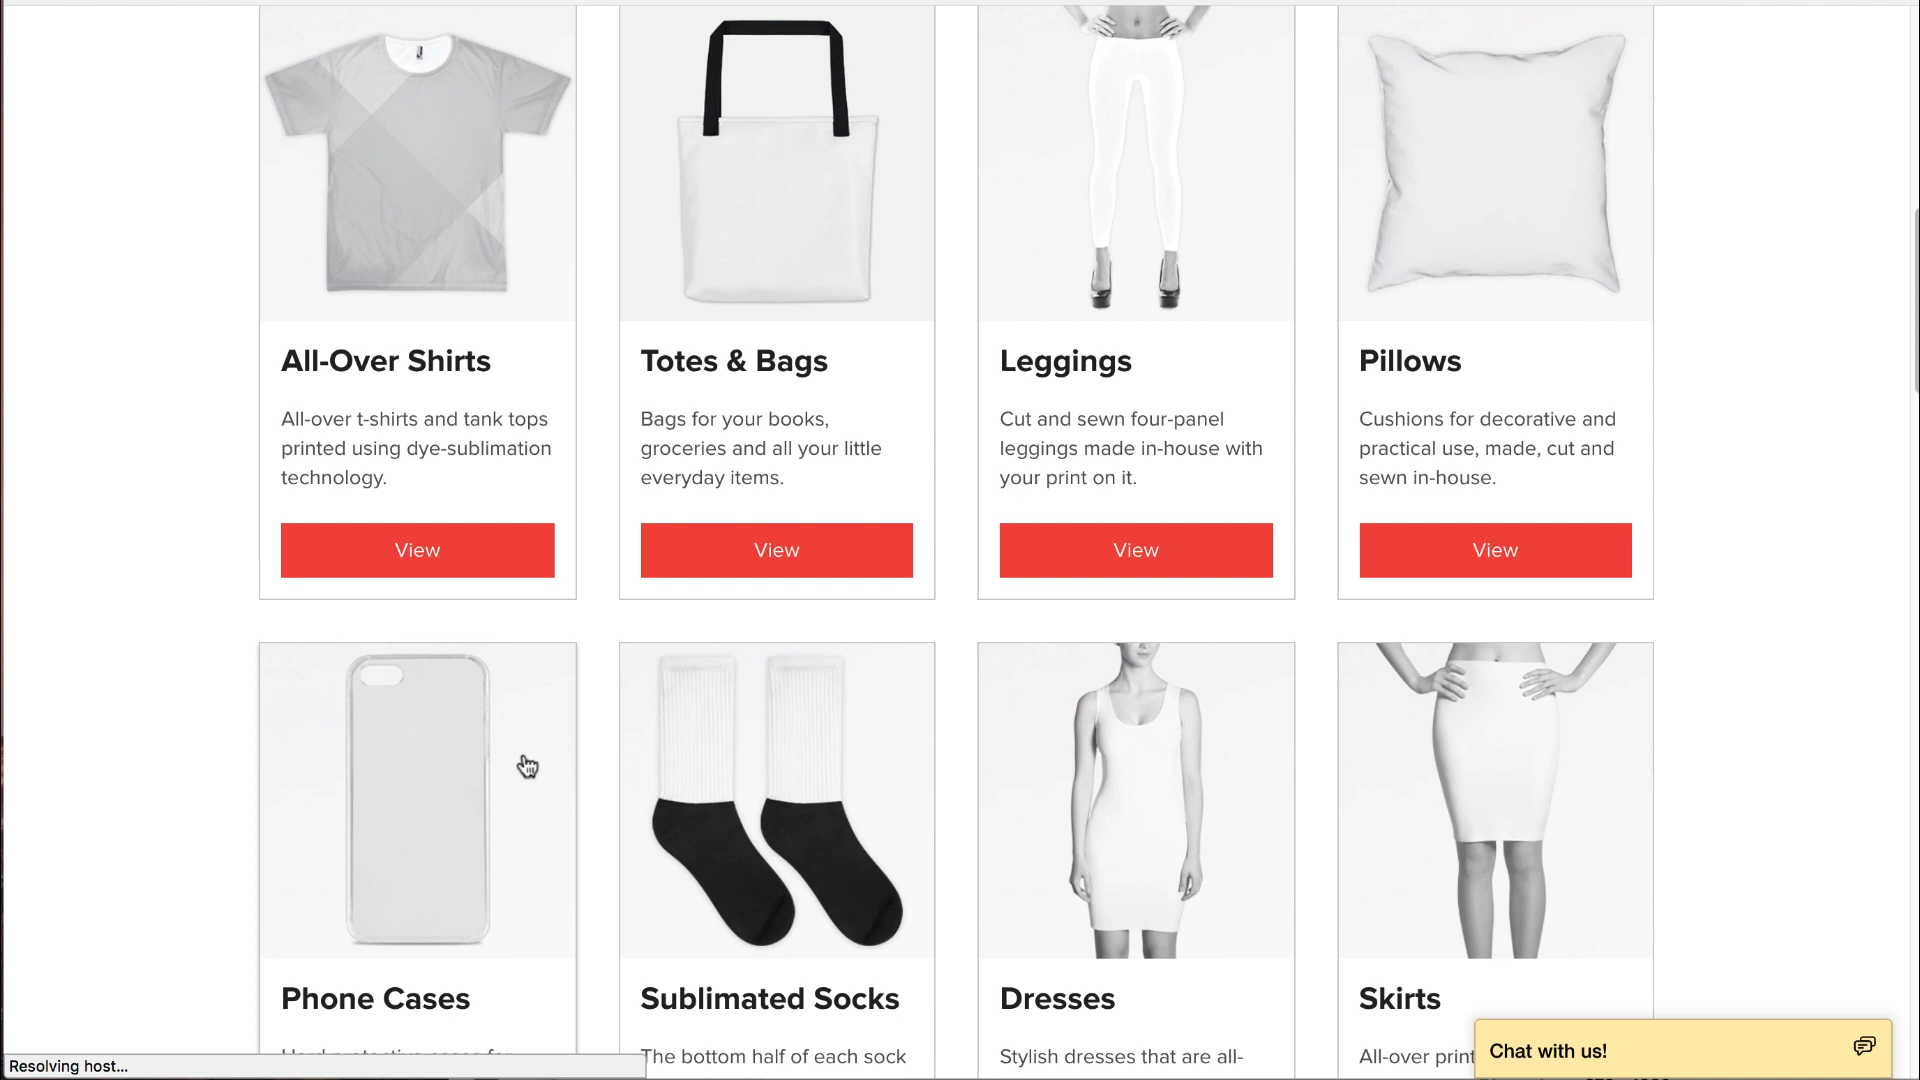 All-Over Shirts
All-over t-shirts and tank tops
printed using dye-sublimation
technology.
View
Totes & Bags
Bags for your books,
groceries and all your little
everyday items.
View
Leggings
Cut and sewn four-panel
leggings made in-house with
your print on it.
View
Pillows
Cushions for decorative and
practical use, made, cut and
sewn in-house.
View
Phone Cases
Hard protective cases for
Sublimated Socks
The bottom half of each sock
Dresses
Stylish dresses that are all-
Skirts
All-over print
Chat with us!
Resolving host...